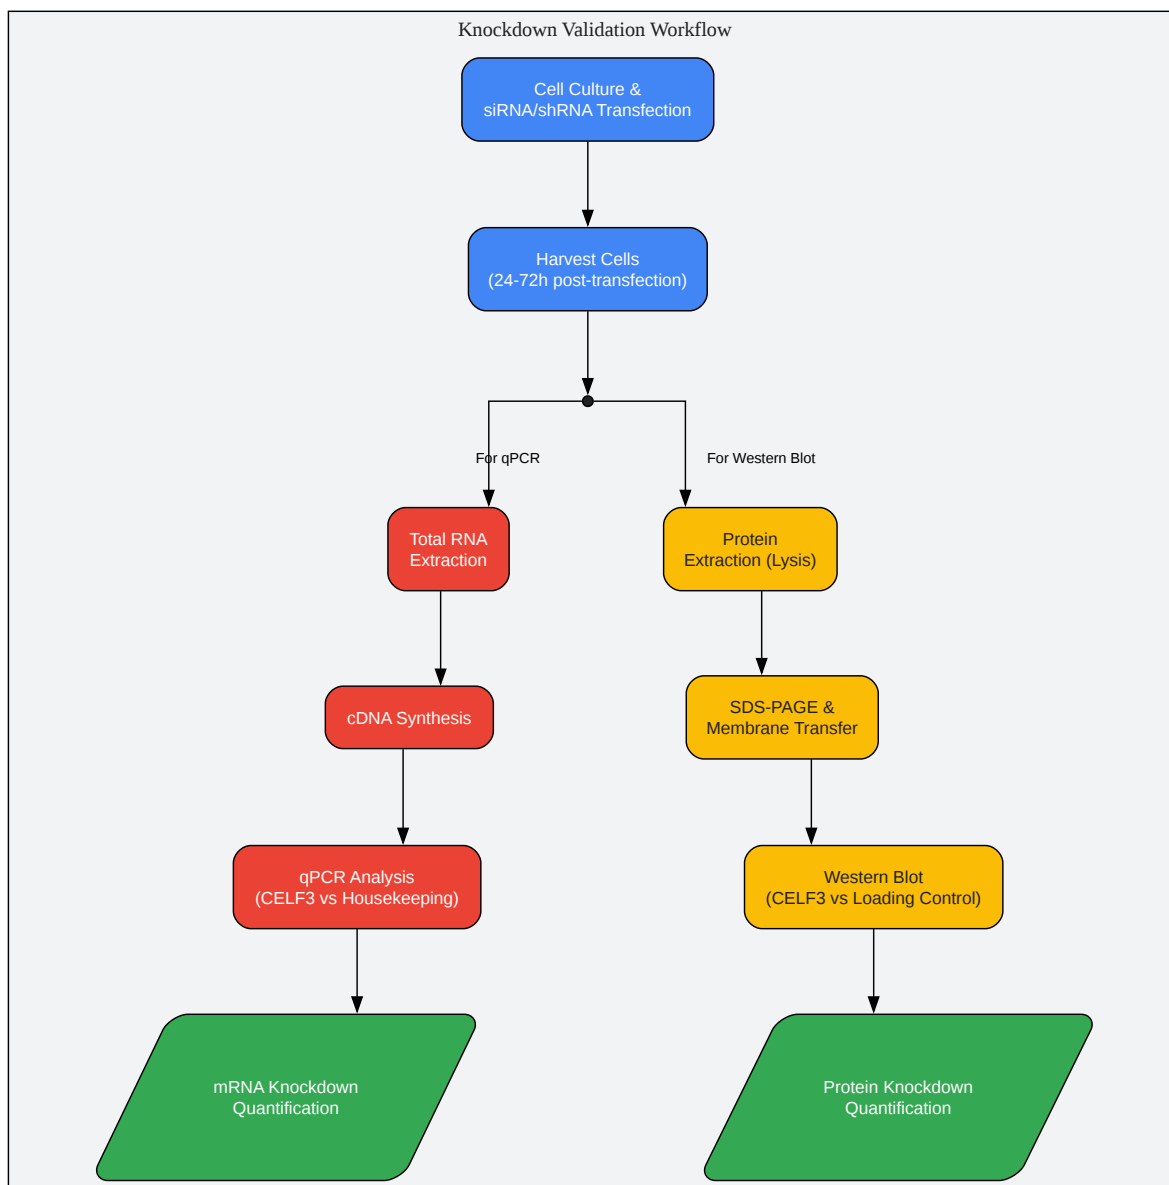 Knockdown Validation Workflow
Cell Culture &
siRNA/shRNA Transfection
Harvest Cells
(24-72h post-transfection)
For qPCR
For Western Blot
Total RNA
Extraction
Protein
Extraction (Lysis)
cDNA Synthesis
SDS-PAGE &
Membrane Transfer
qPCR Analysis
(CELF3 vs Housekeeping)
Western Blot
(CELF3 vs Loading Control)
mRNA Knockdown
Quantification
Protein Knockdown
Quantification